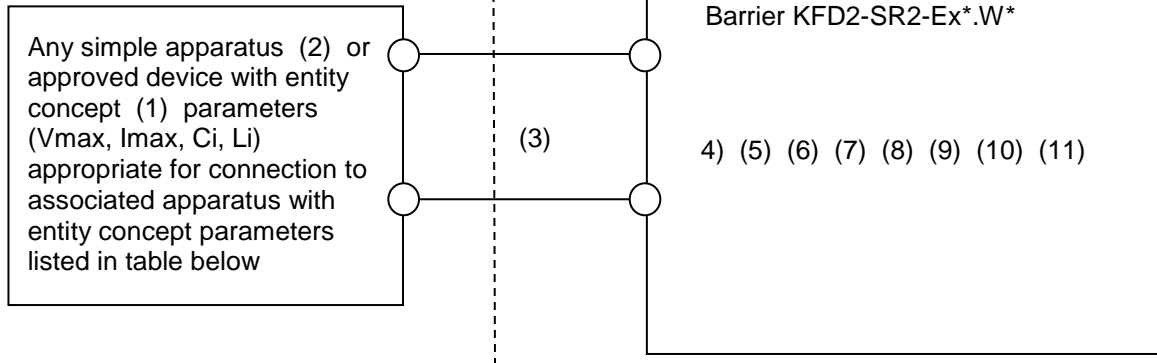 Barrier KFD2-SR2-Ex*.W*
Any simple apparatus (2) or
approved device with entity
concept (1) parameters
(Vmax, Imax, Ci, Li)
appropriate for connection to
associated apparatus with
entity concept parameters
listed in table below
(3)
4) (5) (6) (7) (8) (9) (10) (11)